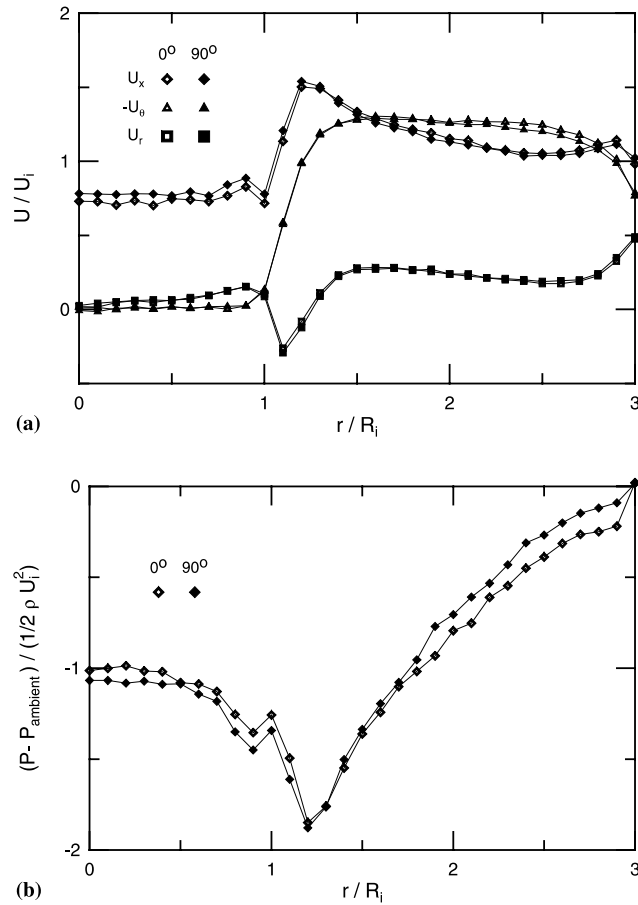 2
0° 90°
Uₓ
-U_θ
Uᵣ
1
0
U / Uᵢ
0 1 2 3
(a) r / Rᵢ
0
0° 90°
-1
-2
(P- P_ambient) / (1/2 ρ Uᵢ²)
0 1 2 3
(b) r / Rᵢ